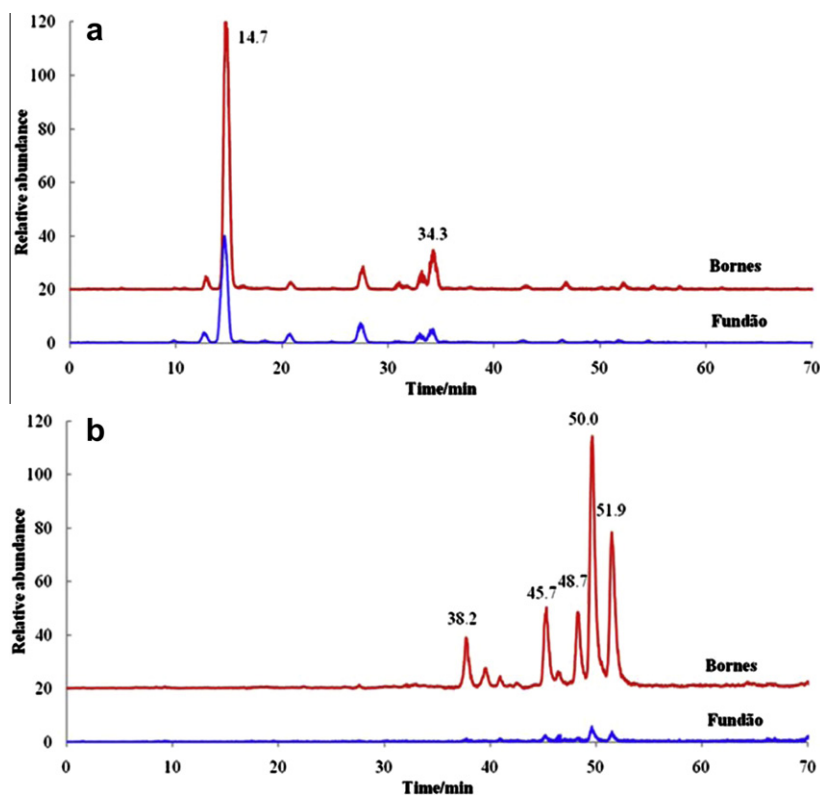 a
120
14.7
100
80
60
Relative abundance
34.3
40
Bornes
20
Fundão
0
0 10 20 30 40 50 60 70
Time/min
b
120
50.0
100
51.9
80
Relative abundance
60
48.7
45.7
38.2
40
Bornes
20
Fundão
0
0 10 20 30 40 50 60 70
Time/min